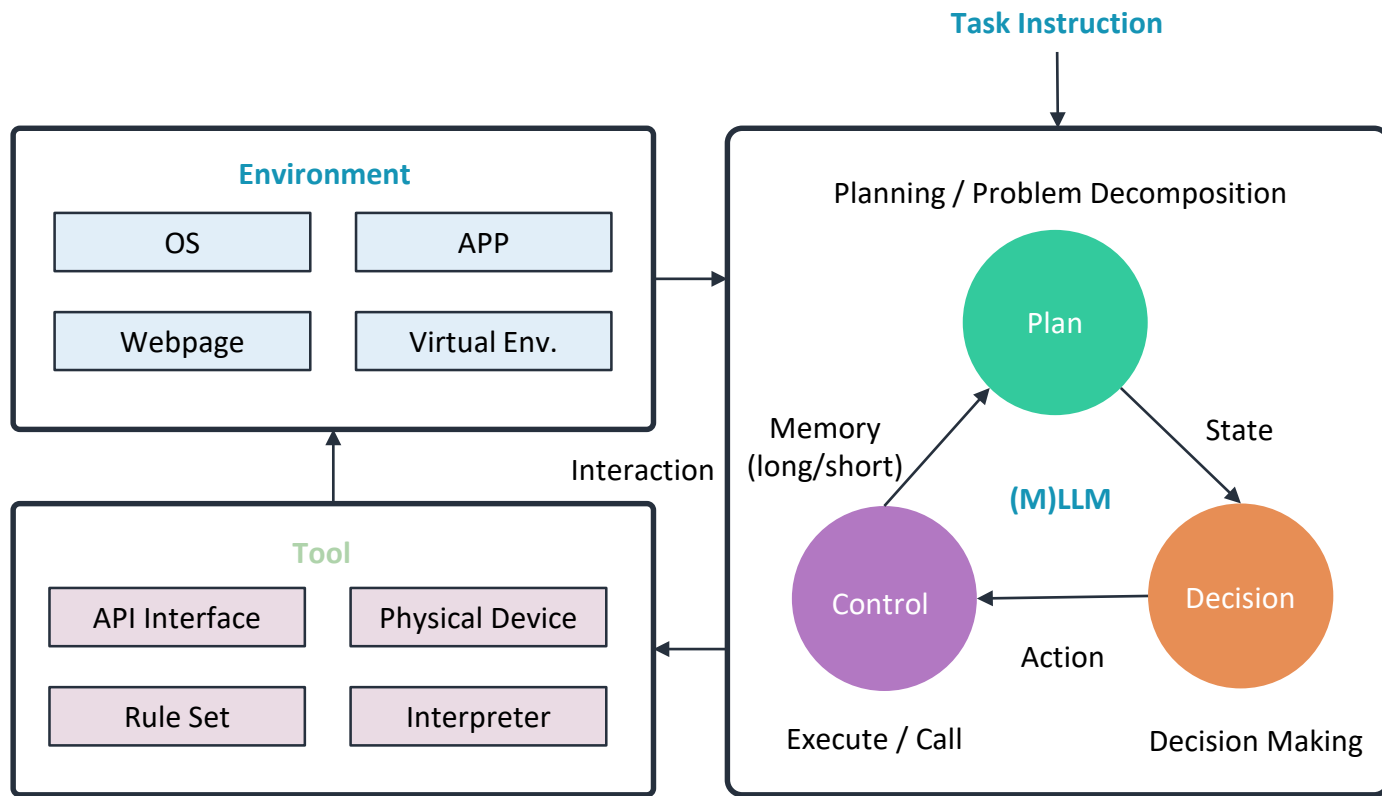 Task Instruction
Environment
OS
APP
Webpage
Virtual Env.
Interaction
Tool
API Interface
Physical Device
Rule Set
Interpreter
Planning / Problem Decomposition
Plan
Memory
(long/short)
State
(M)LLM
Control
Decision
Action
Execute / Call
Decision Making